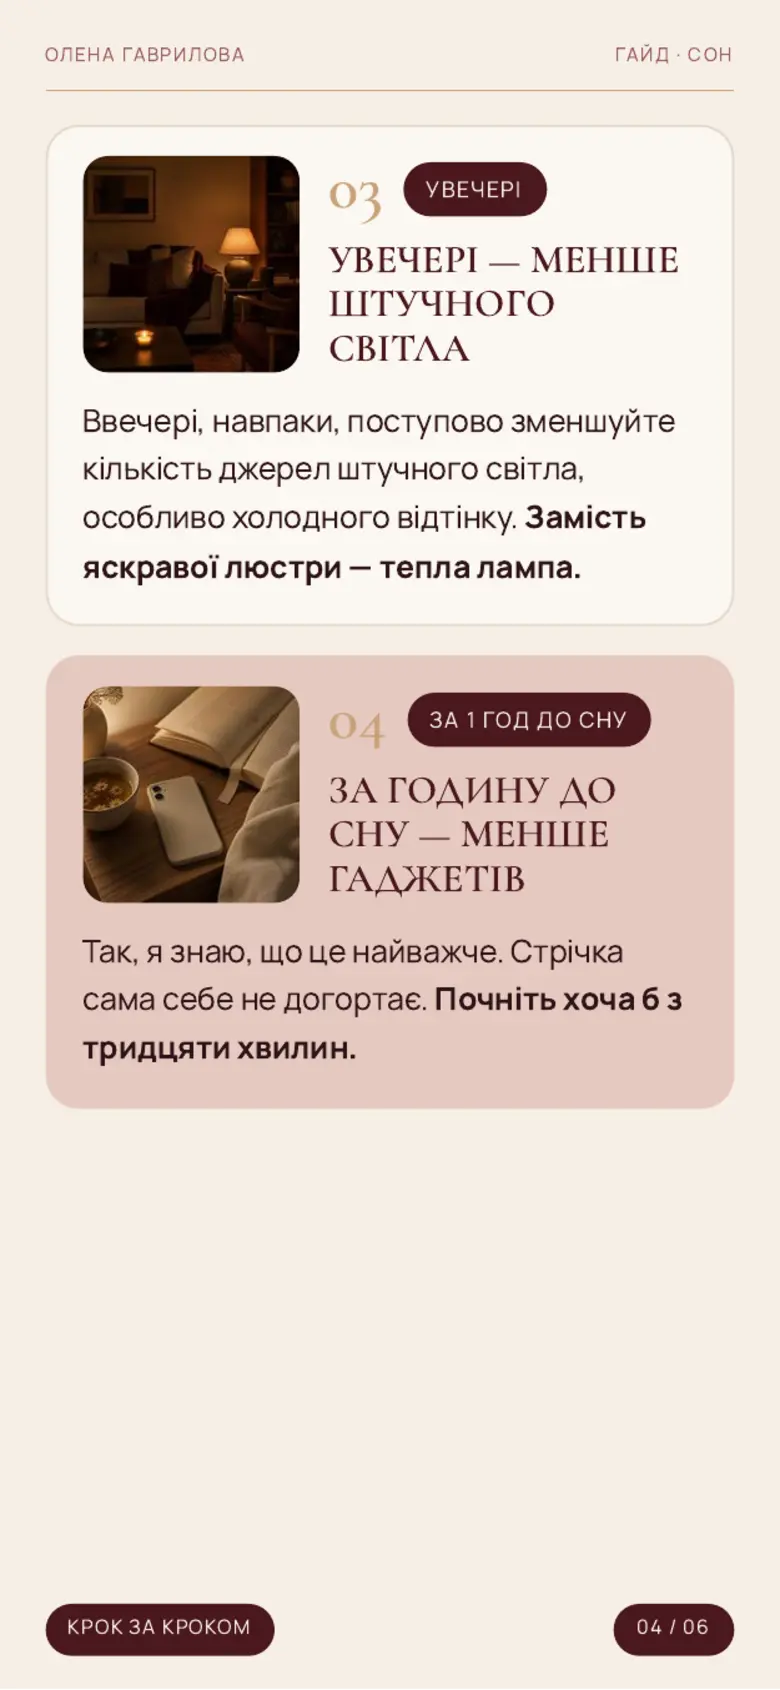 ОЛЕНА ГАВРИЛОВА
ГАЙД · СОН
03
УВЕЧЕРІ
УВЕЧЕРІ — МЕНШЕ
ШТУЧНОГО
СВІТЛА
Ввечері, навпаки, поступово зменшуйте
кількість джерел штучного світла,
особливо холодного відтінку. Замість
яскравої люстри — тепла лампа.
04
ЗА 1 ГОД ДО СНУ
ЗА ГОДИНУ ДО
СНУ — МЕНШЕ
ГАДЖЕТІВ
Так, я знаю, що це найважче. Стрічка
сама себе не догортає. Почніть хоча б з
тридцяти хвилин.
КРОК ЗА КРОКОМ
04 / 06